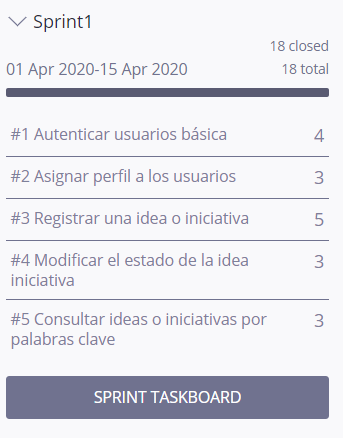 Sprint1
18 closed
01 Apr 2020-15 Apr 2020
18 total
#1 Autenticar usuarios básica 4
#2 Asignar perfil a los usuarios 3
#3 Registrar una idea o iniciativa 5
#4 Modificar el estado de la idea 3
iniciativa
#5 Consultar ideas o iniciativas por 3
palabras clave
SPRINT TASKBOARD